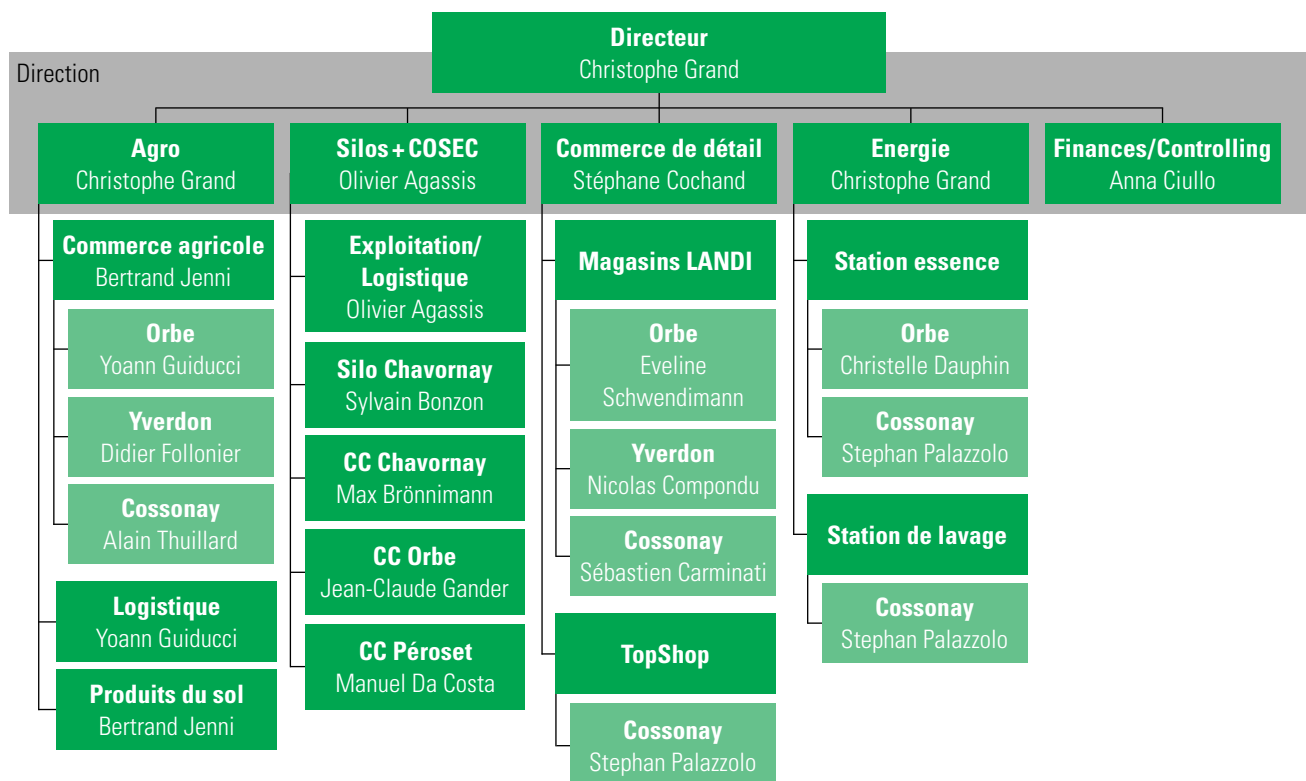 Directeur
Christophe Grand
Direction
Agro
Christophe Grand
Silos + COSEC
Olivier Agassis
Commerce de détail
Stéphane Cochand
Energie
Christophe Grand
Finances/Controlling
Anna Ciullo
Commerce agricole
Bertrand Jenni
Orbe
Yoann Guiducci
Yverdon
Didier Follonier
Cossonay
Alain Thuillard
Logistique
Yoann Guiducci
Produits du sol
Bertrand Jenni
Exploitation/
Logistique
Olivier Agassis
Silo Chavornay
Sylvain Bonzon
CC Chavornay
Max Brönnimann
CC Orbe
Jean-Claude Gander
CC Péroset
Manuel Da Costa
Magasins LANDI
Orbe
Eveline
Schwendimann
Yverdon
Nicolas Compondu
Cossonay
Sébastien Carminati
TopShop
Cossonay
Stephan Palazzolo
Station essence
Orbe
Christelle Dauphin
Cossonay
Stephan Palazzolo
Station de lavage
Cossonay
Stephan Palazzolo